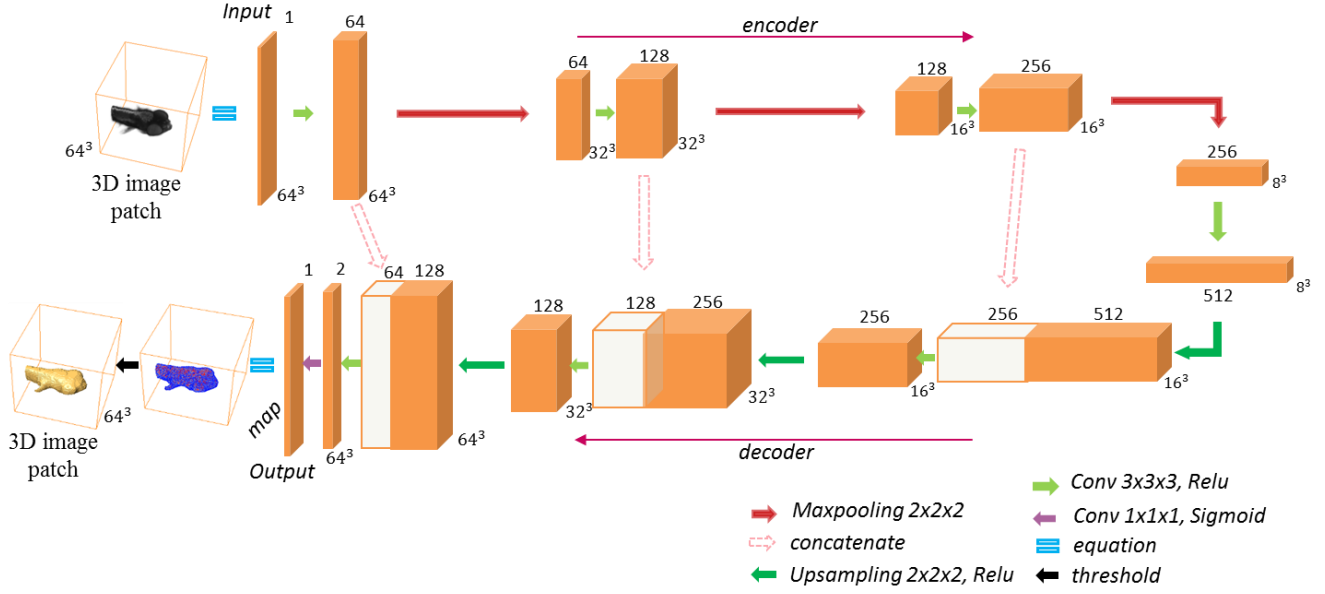 Input
1
64
encoder
64
128
128
256
64³
64³
64³
32³
32³
16³
16³
3D image
patch
256
8³
8³
512
1
2
64
128
128
128
256
256
256
512
64³
map
Output
64³
64³
32³
32³
16³
16³
3D image
patch
decoder
Maxpooling 2x2x2
concatenate
Upsampling 2x2x2, Relu
Conv 3x3x3, Relu
Conv 1x1x1, Sigmoid
equation
threshold